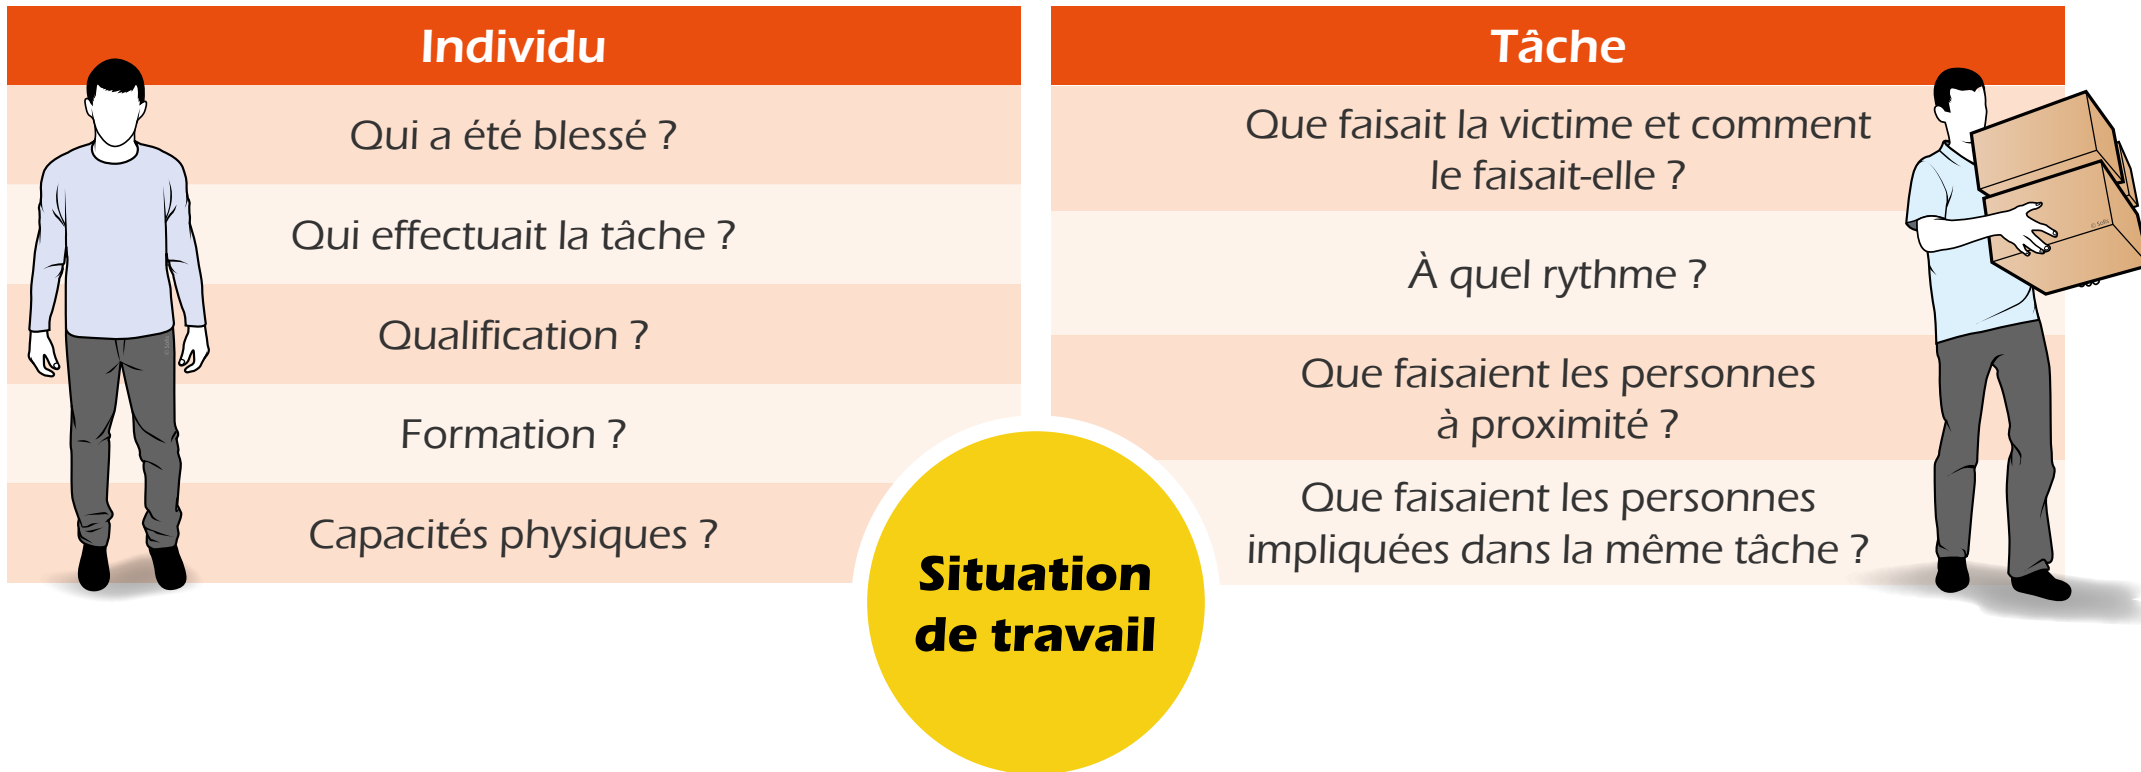 Individu
Qui a été blessé ?
Qui effectuait la tâche ?
Qualification ?
Formation ?
Capacités physiques ?
Tâche
Que faisait la victime et comment
le faisait-elle ?
À quel rythme ?
Que faisaient les personnes
à proximité ?
Que faisaient les personnes
impliquées dans la même tâche ?
Situation
de travail